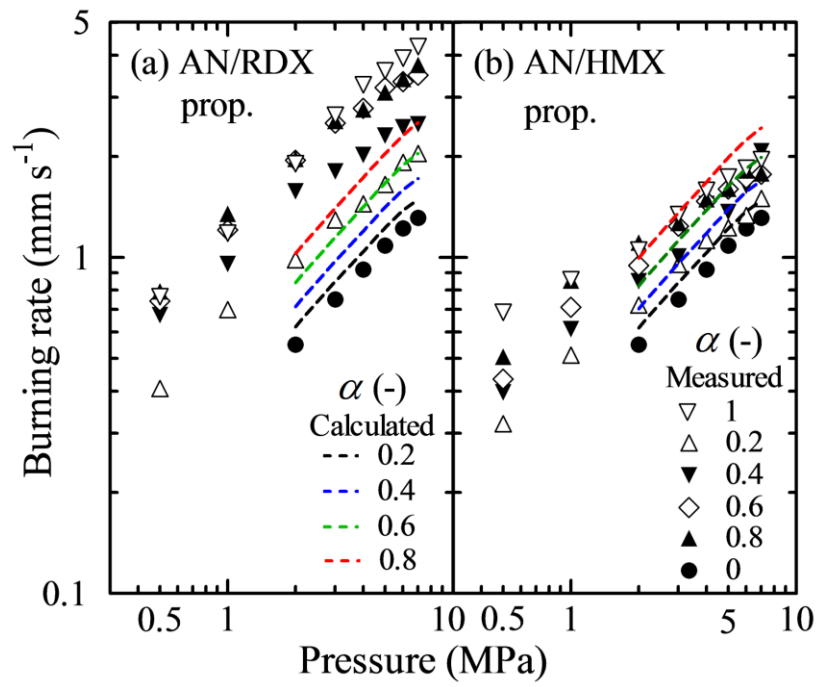 5
(a) AN/RDX
prop.
(b) AN/HMX
prop.
1
Burning rate (mm s⁻¹)
α (-)
Calculated
0.2
0.4
0.6
0.8
α (-)
Measured
1
0.2
0.4
0.6
0.8
0
0.1
0.5
1
10
0.5
1
5
10
Pressure (MPa)